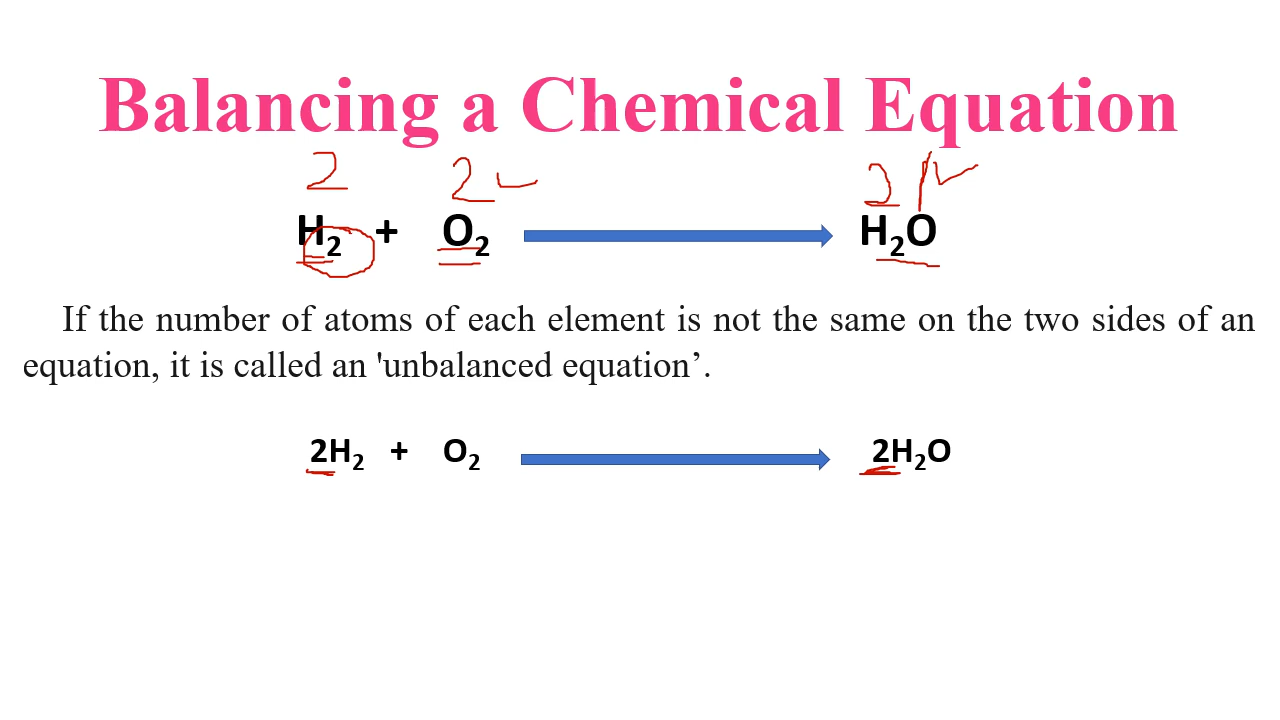 Balancing a Chemical Equation
2 2 2 1
H₂ + O₂ H₂O
If the number of atoms of each element is not the same on the two sides of an
equation, it is called an 'unbalanced equation’.
2H₂ + O₂ 2H₂O